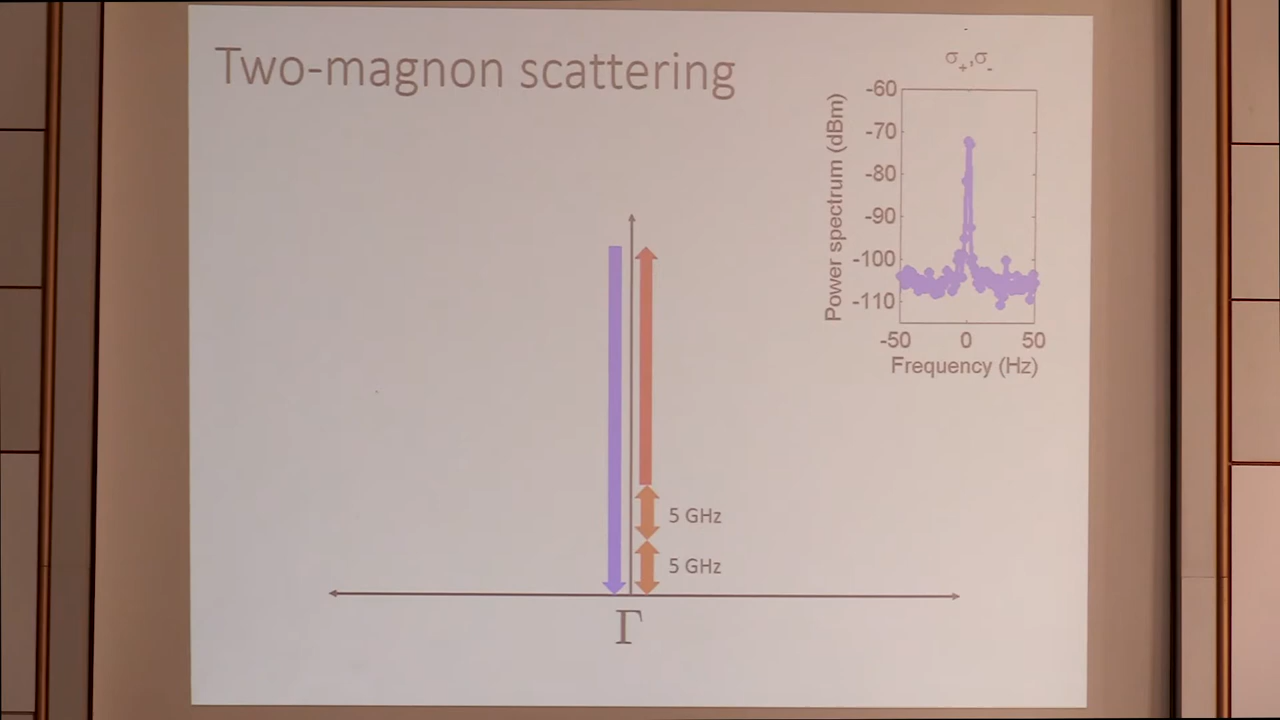 Two-magnon scattering
σ₊,σ₋
-60
-70
-80
-90
-100
-110
Power spectrum (dBm)
-50 0 50
Frequency (Hz)
5 GHz
5 GHz
Γ